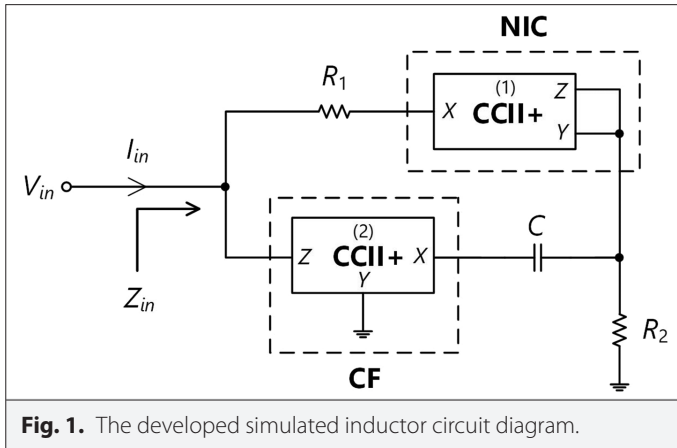 NIC
R1
(1)
X CCII+ Z
Y
Iin
Vin
Zin
(2)
Z CCII+ X
Y
C
R2
CF
Fig. 1. The developed simulated inductor circuit diagram.